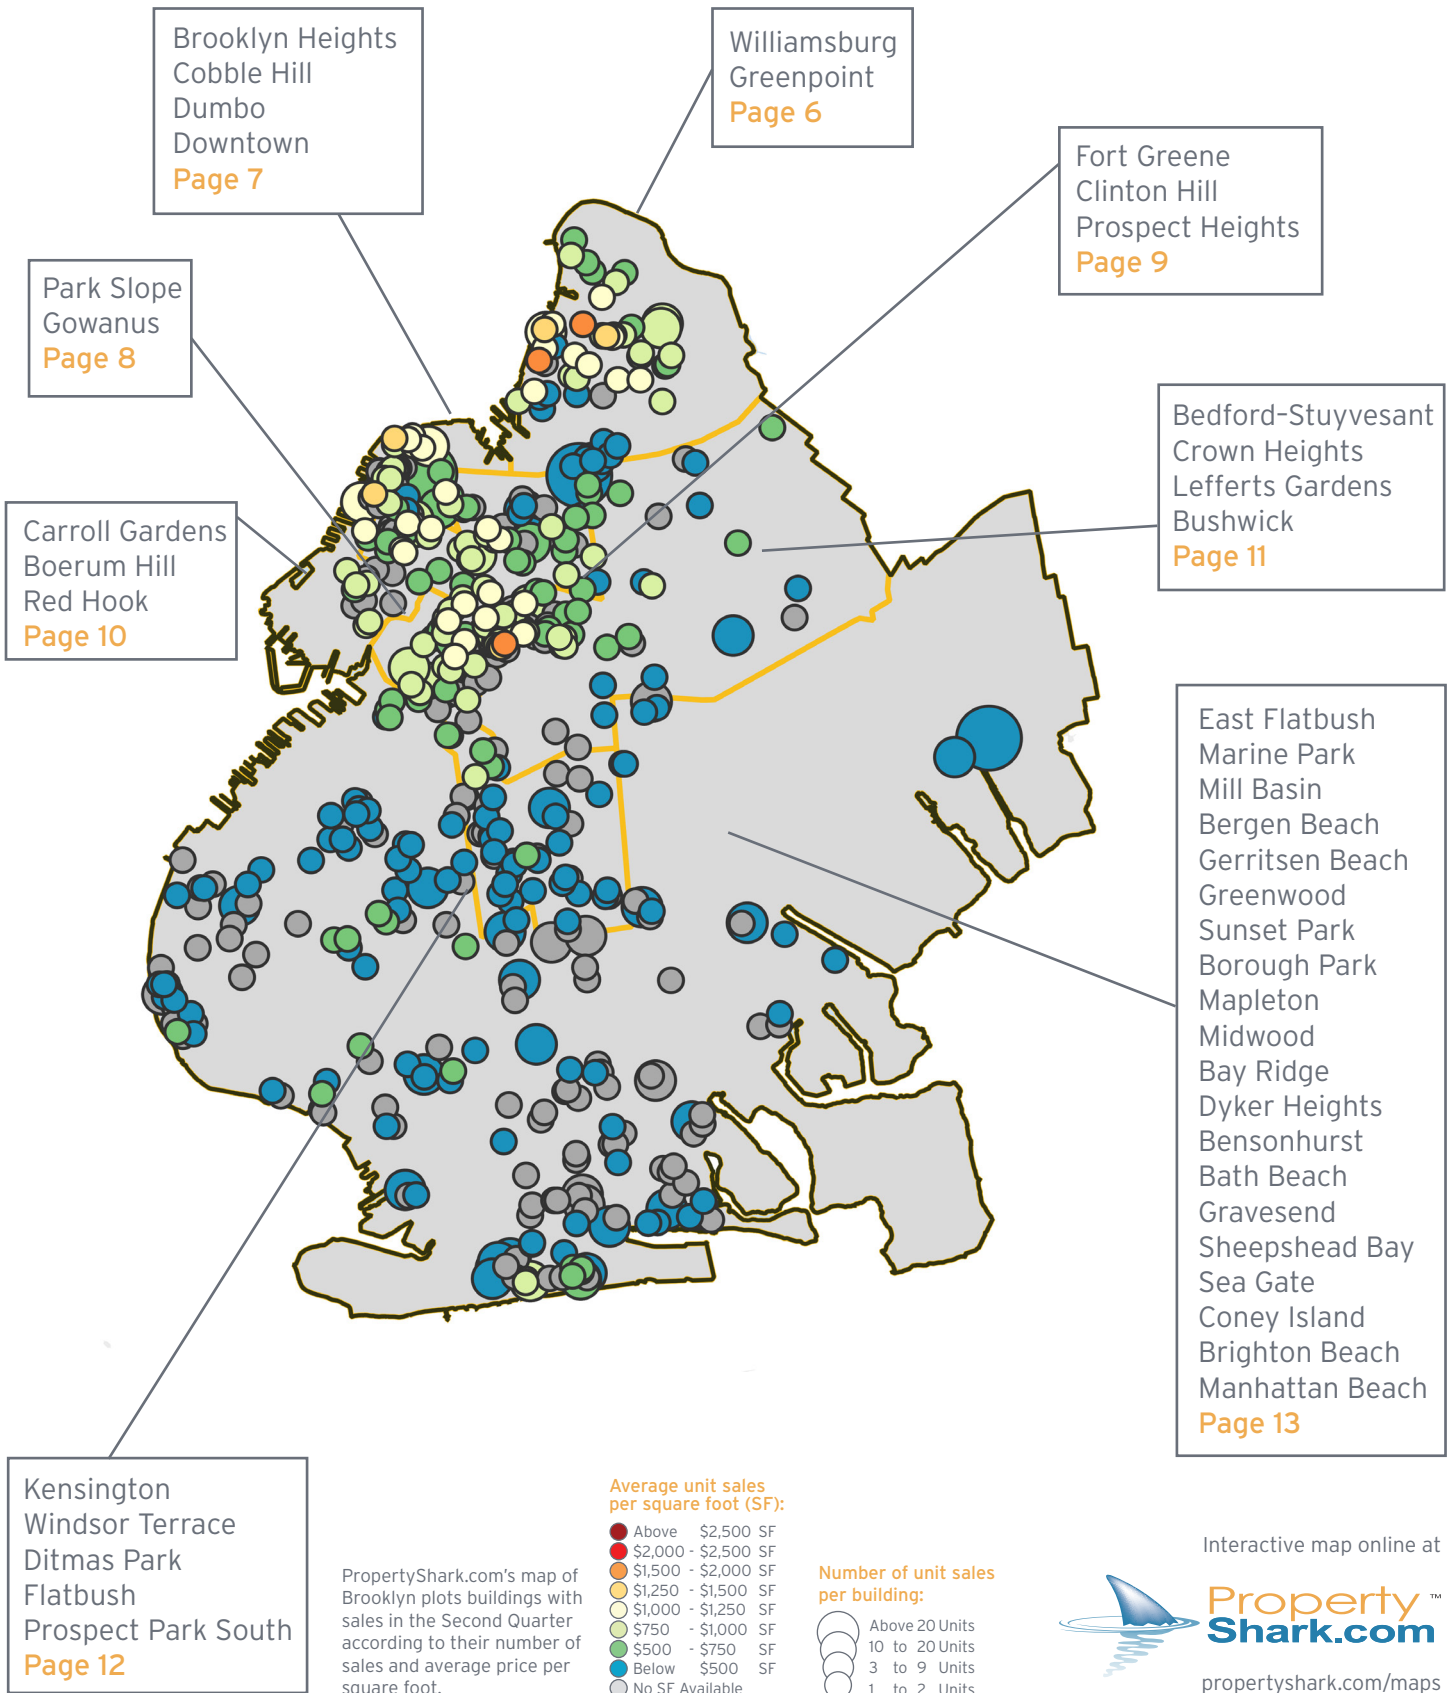 Brooklyn Heights
Cobble Hill
Dumbo
Downtown
Page 7
Williamsburg
Greenpoint
Page 6
Fort Greene
Clinton Hill
Prospect Heights
Page 9
Park Slope
Gowanus
Page 8
Bedford-Stuyvesant
Crown Heights
Lefferts Gardens
Bushwick
Page 11
Carroll Gardens
Boerum Hill
Red Hook
Page 10
East Flatbush
Marine Park
Mill Basin
Bergen Beach
Gerritsen Beach
Greenwood
Sunset Park
Borough Park
Mapleton
Midwood
Bay Ridge
Dyker Heights
Bensonhurst
Bath Beach
Gravesend
Sheepshead Bay
Sea Gate
Coney Island
Brighton Beach
Manhattan Beach
Page 13
Kensington
Windsor Terrace
Ditmas Park
Flatbush
Prospect Park South
Page 12
PropertyShark.com's map of
Brooklyn plots buildings with
sales in the Second Quarter
according to their number of
sales and average price per
square foot.
Average unit sales
per square foot (SF):
Above $2,500 SF
$2,000 - $2,500 SF
$1,500 - $2,000 SF
$1,250 - $1,500 SF
$1,000 - $1,250 SF
$750 - $1,000 SF
$500 - $750 SF
Below $500 SF
No SF Available
Number of unit sales
per building:
Above 20 Units
10 to 20 Units
3 to 9 Units
1 to 2 Units
Interactive map online at
Property™
Shark.com
propertyshark.com/maps